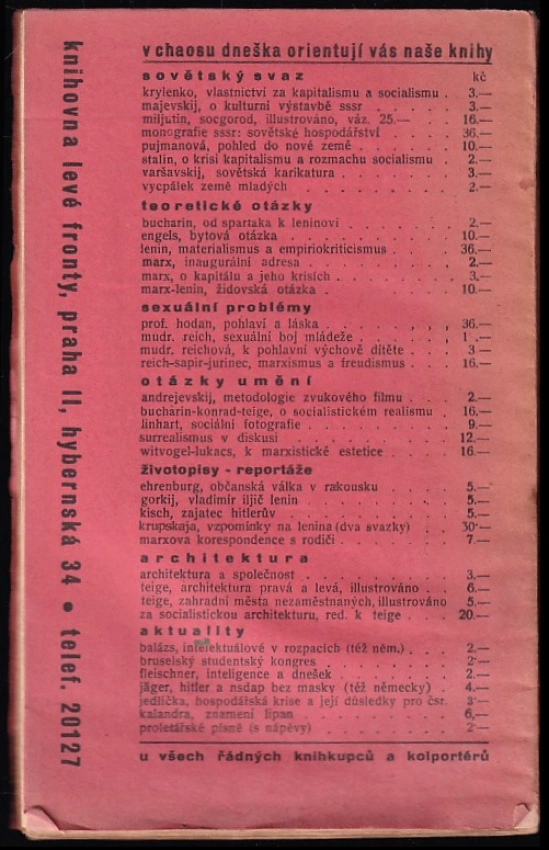 knihovna levé fronty, praha II, hybernská 34 • telef. 20127
v chaosu dneška orientují vás naše knihy
sovětský svaz kč
krylenko, vlastnictví za kapitalismu a socialismu . 3.—
majevskij, o kulturní výstavbě sssr . . . . . 3.—
miljutin, socgorod, illustrováno, váz. 25.— . . . 16.—
monografie sssr: sovětské hospodářství . . . . 36.—
pujmanová, pohled do nové země . . . . . . 10.—
stalin, o krisi kapitalismu a rozmachu socialismu . 2.—
varšavskij, sovětská karikatura . . . . . . . 3.—
vycpálek země mladých . . . . . . . . . 2.—
teoretické otázky
bucharin, od spartaka k leninovi . . . . . . 2.—
engels, bytová otázka . . . . . . . . . 10.—
lenin, materialismus a empiriokriticismus . . . . 36.—
marx, inaugurální adresa . . . . . . . . 2.—
marx, o kapitálu a jeho krisích . . . . . . . 3.—
marx-lenin, židovská otázka . . . . . . . . 10.—
sexuální problémy
prof. hodan, pohlaví a láska . . . . . . . . 36.—
mudr. reich, sexuální boj mládeže . . . . . . 1.—
mudr. reichová, k pohlavní výchově dítěte . . . . 3 —
reich-sapir-jurinec, marxismus a freudismus . . . 16.—
otázky umění
andrejevskij, metodologie zvukového filmu . . . . 2.—
bucharin-konrad-teige, o socialistickém realismu . 16.—
linhart, sociální fotografie . . . . . . . . 9.—
surrealismus v diskusi . . . . . . . . . 12.—
witvogel-lukacs, k marxistické estetice . . . . 16.—
životopisy - reportáže
ehrenburg, občanská válka v rakousku . . . . 5.—
gorkij, vladimír iljič lenin . . . . . . . . 5.—
kisch, zajatec hitlerův . . . . . . . . . 5.—
krupskaja, vzpomínky na lenina (dva svazky) . . 30·—
marxova korespondence s rodiči . . . . . . 7.—
architektura
architektura a společnost . . . . . . . . 3.—
teige, architektura pravá a levá, illustrováno . . . 6.—
teige, zahradní města nezaměstnaných, illustrováno 5.—
za socialistickou architekturu, red. k. teige . . . 20.—
aktuality
balázs, intelektuálové v rozpacích (též něm.) . . . 2.—
bruselský studentský kongres . . . . . . . 2·—
fleischner, inteligence a dnešek . . . . . . . 2.—
jäger, hitler a nsdap bez masky (též německy) . . 4.—
jedlička, hospodářská krise a její důsledky pro čsr. 3·—
kalandra, znamení lipan . . . . . . . . . 6,—
proletářské písně (s nápěvy) . . . . . . . . 2·—
u všech řádných knihkupců a kolportérů